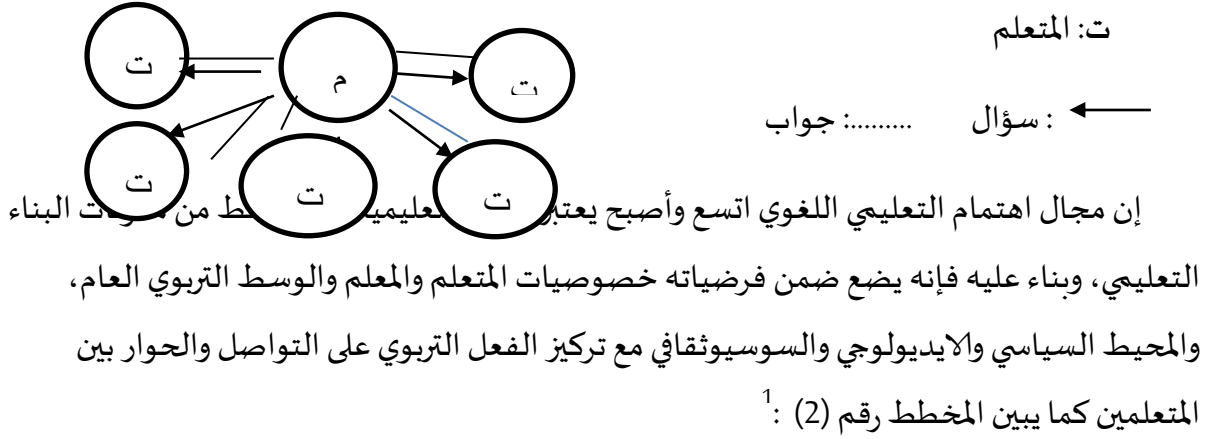 ت: المتعلم
ت م ت
: سؤال .........: جواب
ت ت ت
إن مجال اهتمام التعليمي اللغوي اتسع وأصبح يعتبر من البناء
التعليمي، وبناء عليه فإنه يضع ضمن فرضياته خصوصيات المتعلم والمعلم والوسط التربوي العام،
والمحيط السياسي والايديولوجي والسوسيوثقافي مع تركيز الفعل التربوي على التواصل والحوار بين
المتعلمين كما يبين المخطط رقم (2) :1